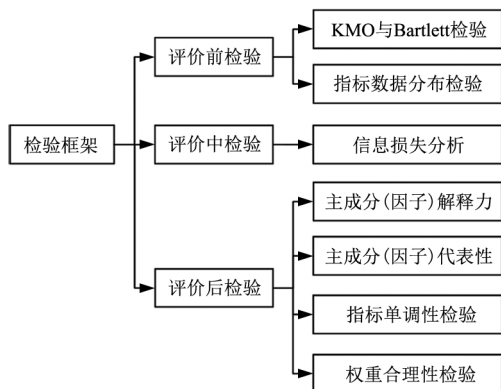 检验框架
评价前检验
KMO与Bartlett检验
指标数据分布检验
评价中检验
信息损失分析
评价后检验
主成分(因子)解释力
主成分(因子)代表性
指标单调性检验
权重合理性检验